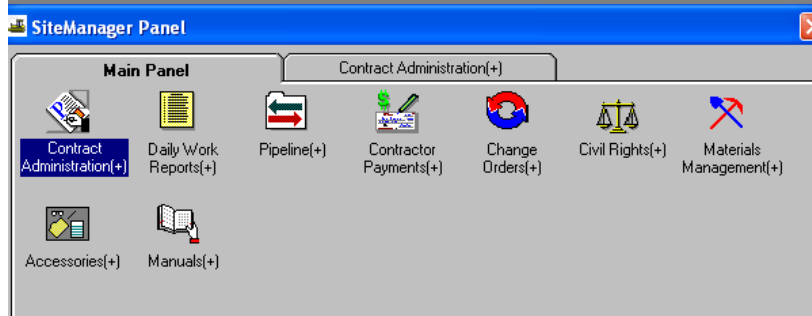 SiteManager Panel
Main Panel
Contract Administration(+)
Contract
Administration(+)
Daily Work
Reports(+)
Pipeline(+)
Contractor
Payments(+)
Change
Orders(+)
Civil Rights(+)
Materials
Management(+)
Accessories(+)
Manuals(+)